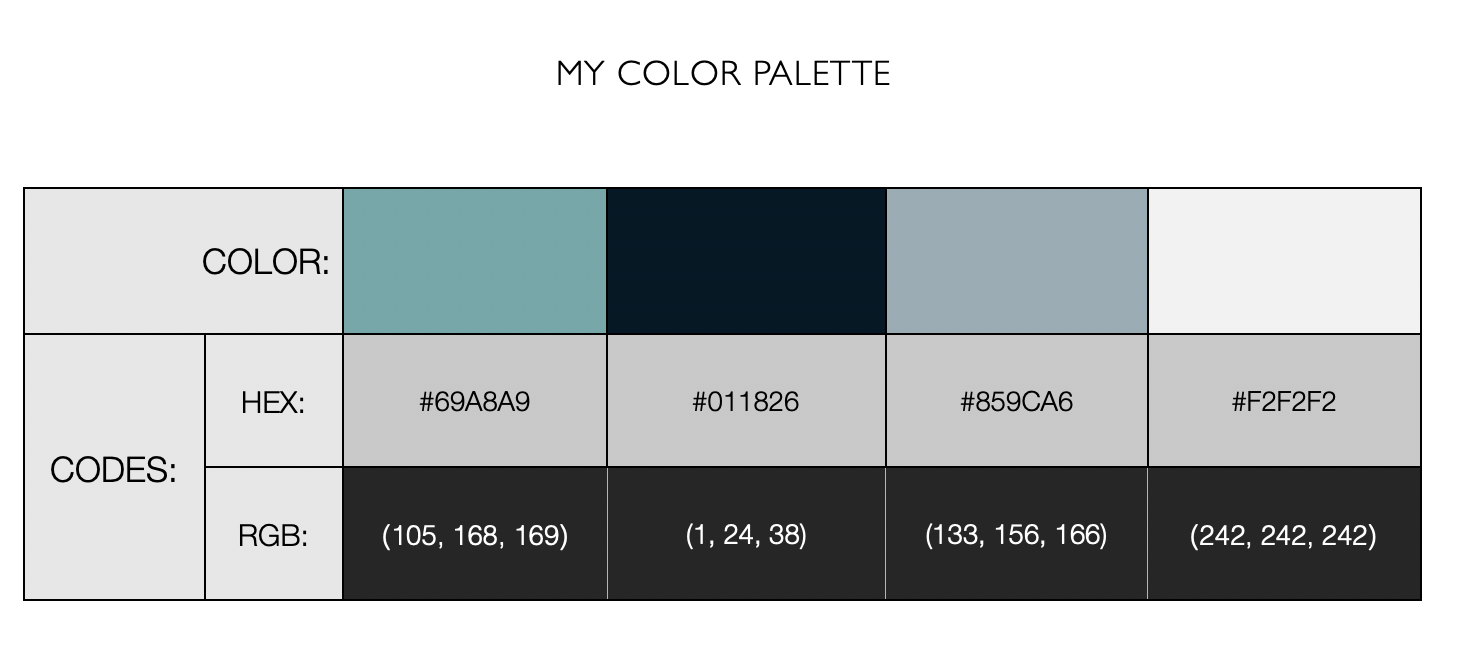 MY COLOR PALETTE
COLOR:
CODES:
HEX:
#69A8A9
#011826
#859CA6
#F2F2F2
RGB:
(105, 168, 169)
(1, 24, 38)
(133, 156, 166)
(242, 242, 242)